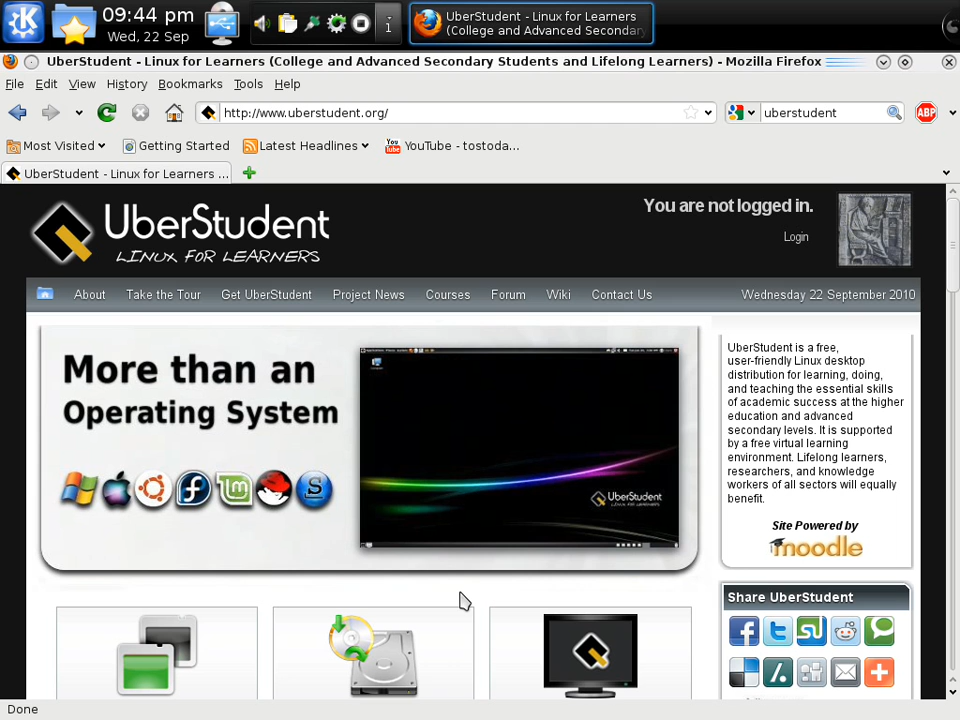 09:44 pm
Wed, 22 Sep
1
UberStudent - Linux for Learners
(College and Advanced Secondary
UberStudent - Linux for Learners (College and Advanced Secondary Students and Lifelong Learners) - Mozilla Firefox
File Edit View History Bookmarks Tools Help
http://www.uberstudent.org/
uberstudent
ABP
Most Visited
Getting Started
Latest Headlines
You
Tube
YouTube - tostoda...
UberStudent - Linux for Learners ...
UberStudent
LINUX FOR LEARNERS
You are not logged in.
Login
About Take the Tour Get UberStudent Project News Courses Forum Wiki Contact Us Wednesday 22 September 2010
More than an
Operating System
UberStudent
LINUX FOR LEARNERS
UberStudent is a free,
user-friendly Linux desktop
distribution for learning, doing,
and teaching the essential skills
of academic success at the higher
education and advanced
secondary levels. It is supported
by a free virtual learning
environment. Lifelong learners,
researchers, and knowledge
workers of all sectors will equally
benefit.
Site Powered by
moodle
Share UberStudent
Done